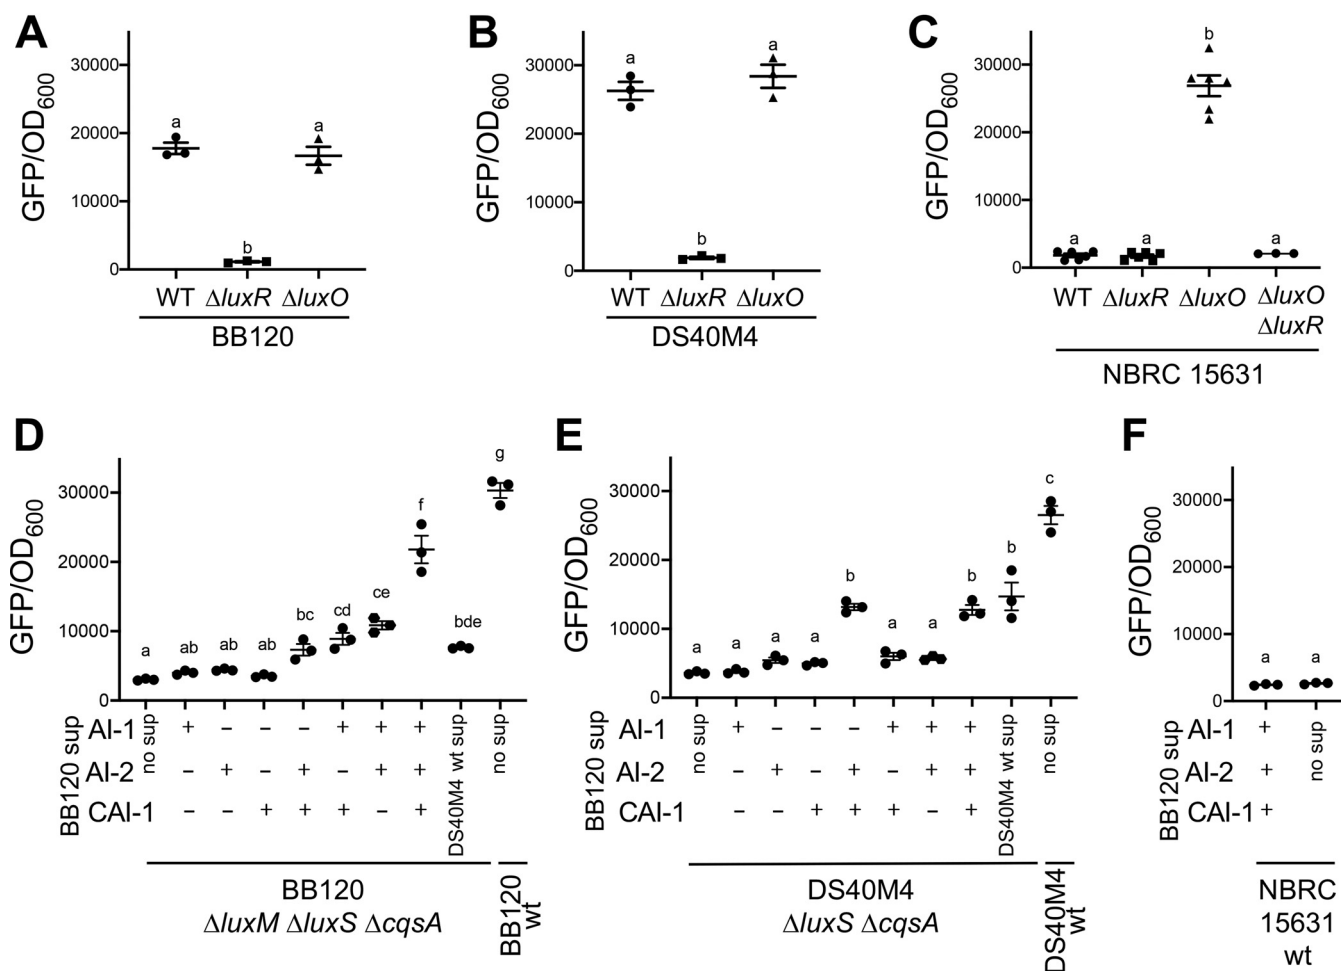 A
GFP/OD600
30000
20000
10000
0
a
b
a
WT ΔluxR ΔluxO
BB120
B
GFP/OD600
30000
20000
10000
0
a
b
a
WT ΔluxR ΔluxO
DS40M4
C
GFP/OD600
30000
20000
10000
0
a
a
b
a
WT ΔluxR ΔluxO ΔluxO
ΔluxR
NBRC 15631
D
GFP/OD600
30000
20000
10000
0
a ab ab ab bc cd ce f bde g
BB120 sup
AI-1 + – – – + + +
AI-2 – + – + – + +
CAI-1 – – + + + – +
no sup
DS40M4 wt sup
no sup
BB120
ΔluxM ΔluxS ΔcqsA
BB120
wt
E
GFP/OD600
30000
20000
10000
0
a a a a b a a b b c
BB120 sup
AI-1 + – – – + + +
AI-2 – + – + – + +
CAI-1 – – + + + – +
no sup
DS40M4 wt sup
no sup
DS40M4
ΔluxS ΔcqsA
DS40M4
wt
F
GFP/OD600
30000
20000
10000
0
a a
BB120 sup
AI-1 +
AI-2 +
CAI-1 +
no sup
NBRC
15631
wt